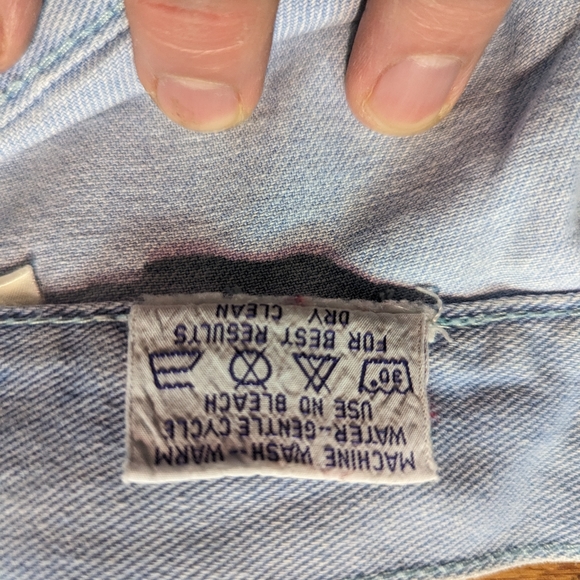 MACHINE WASH--WARM
WATER--GENTLE CYCLE
USE NO BLEACH
30°
FOR BEST RESULTS
DRY CLEAN